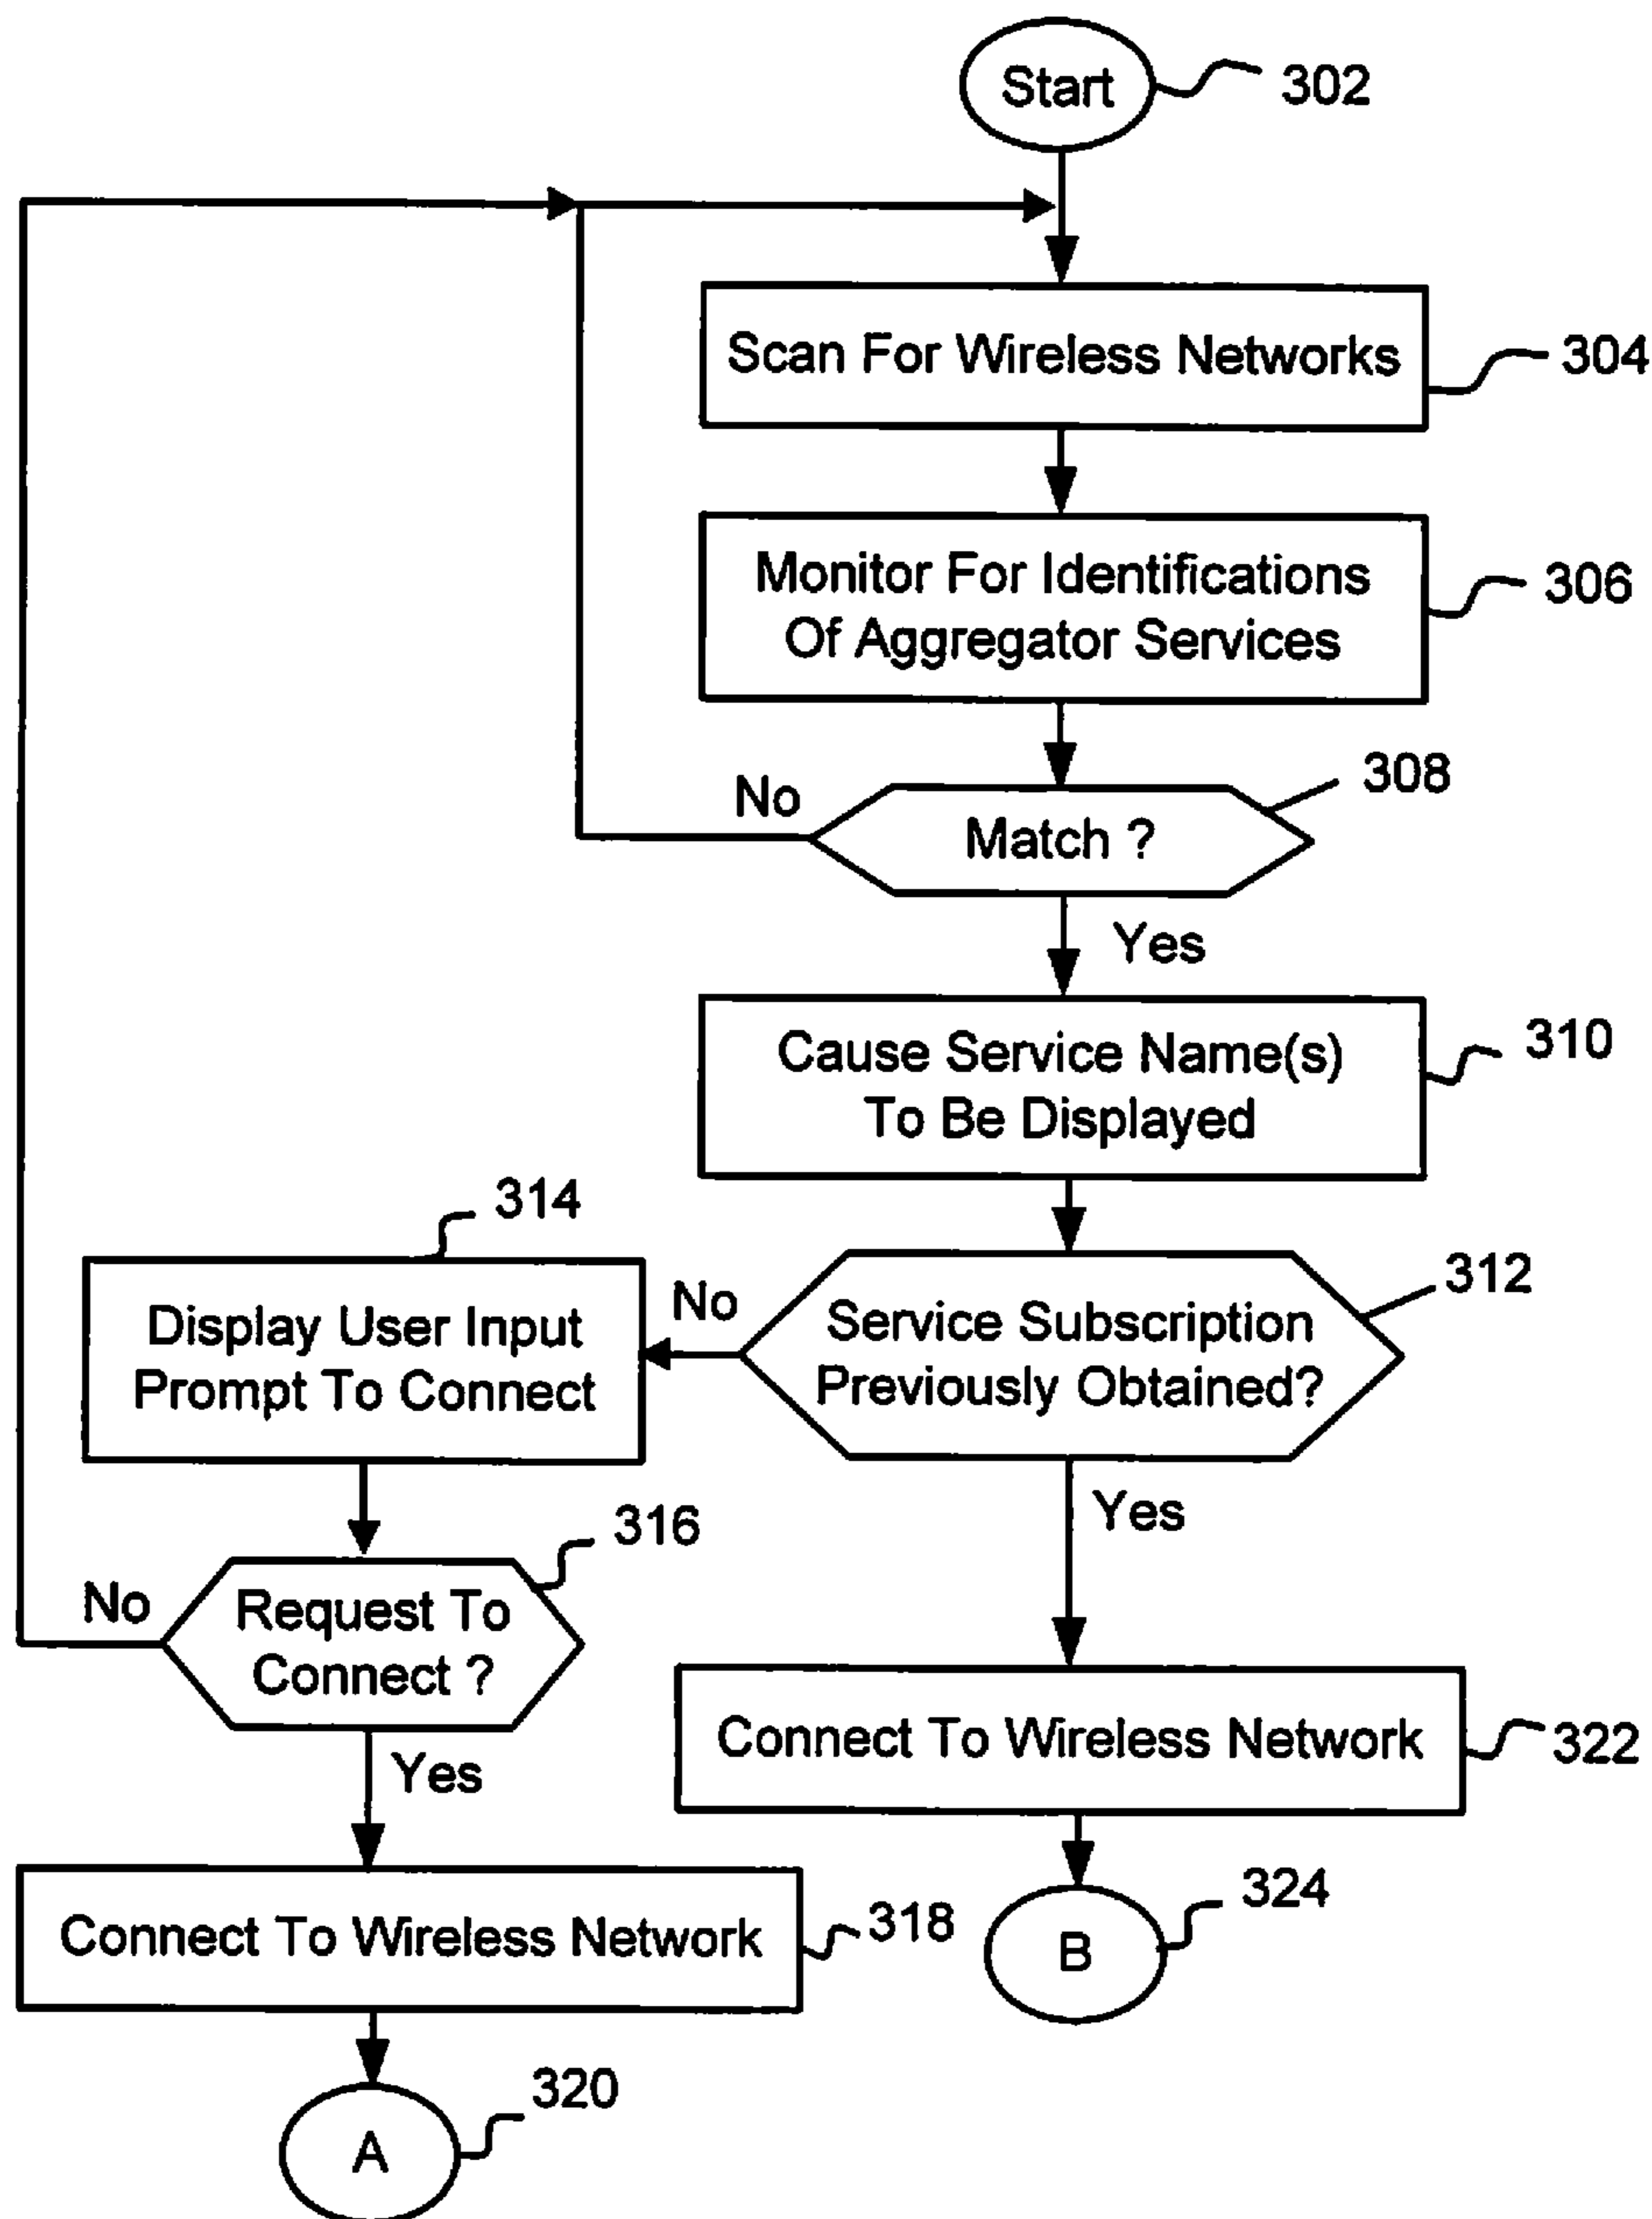 Start
302
Scan For Wireless Networks
304
Monitor For Identifications
Of Aggregator Services
306
308
No
Match ?
Yes
Cause Service Name(s)
To Be Displayed
310
314
312
No
Display User Input
Prompt To Connect
Service Subscription
Previously Obtained?
316
Yes
No
Request To
Connect ?
Connect To Wireless Network
322
Yes
324
Connect To Wireless Network
318
B
320
A